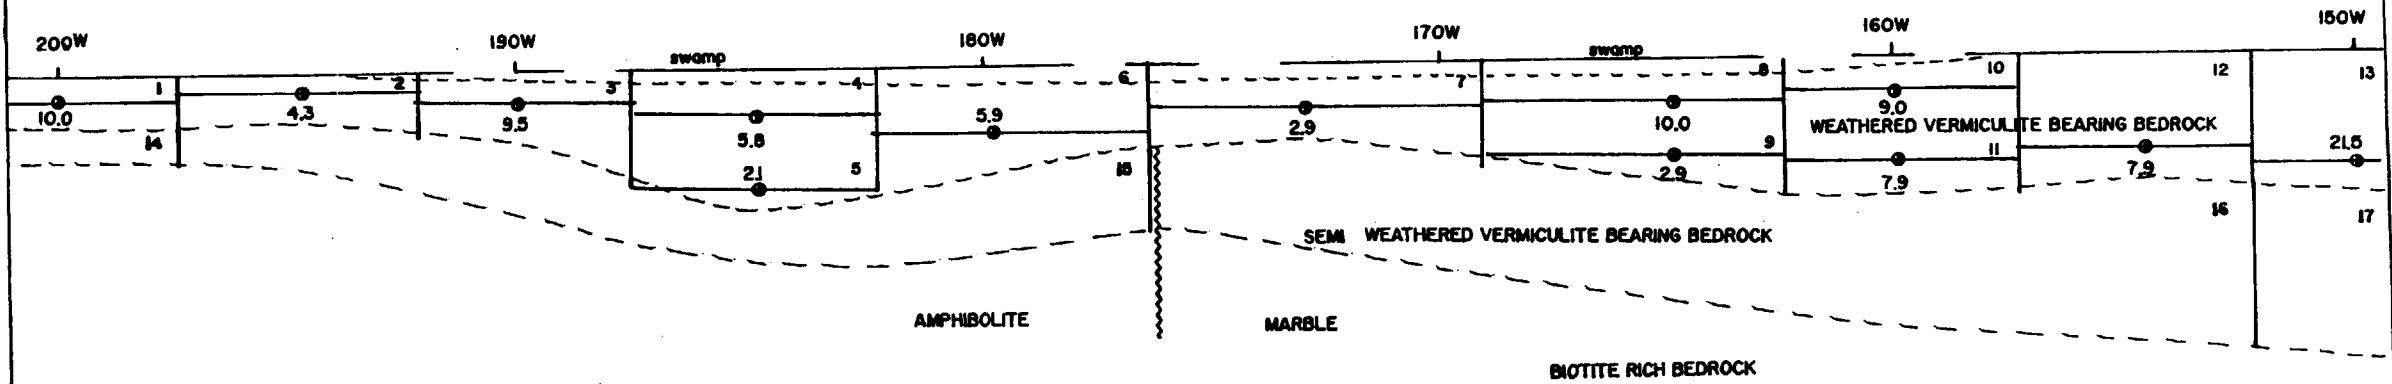 200W
190W
180W
170W
160W
150W
swamp
swamp
1
2
3
4
6
7
8
10
12
13
10.0
4.3
9.5
5.8
5.9
2.9
10.0
9.0
WEATHERED VERMICULITE BEARING BEDROCK
21.5
14
5
15
9
11
2.1
2.9
7.9
7.9
16
17
SEMI WEATHERED VERMICULITE BEARING BEDROCK
AMPHIBOLITE
MARBLE
BIOTITE RICH BEDROCK